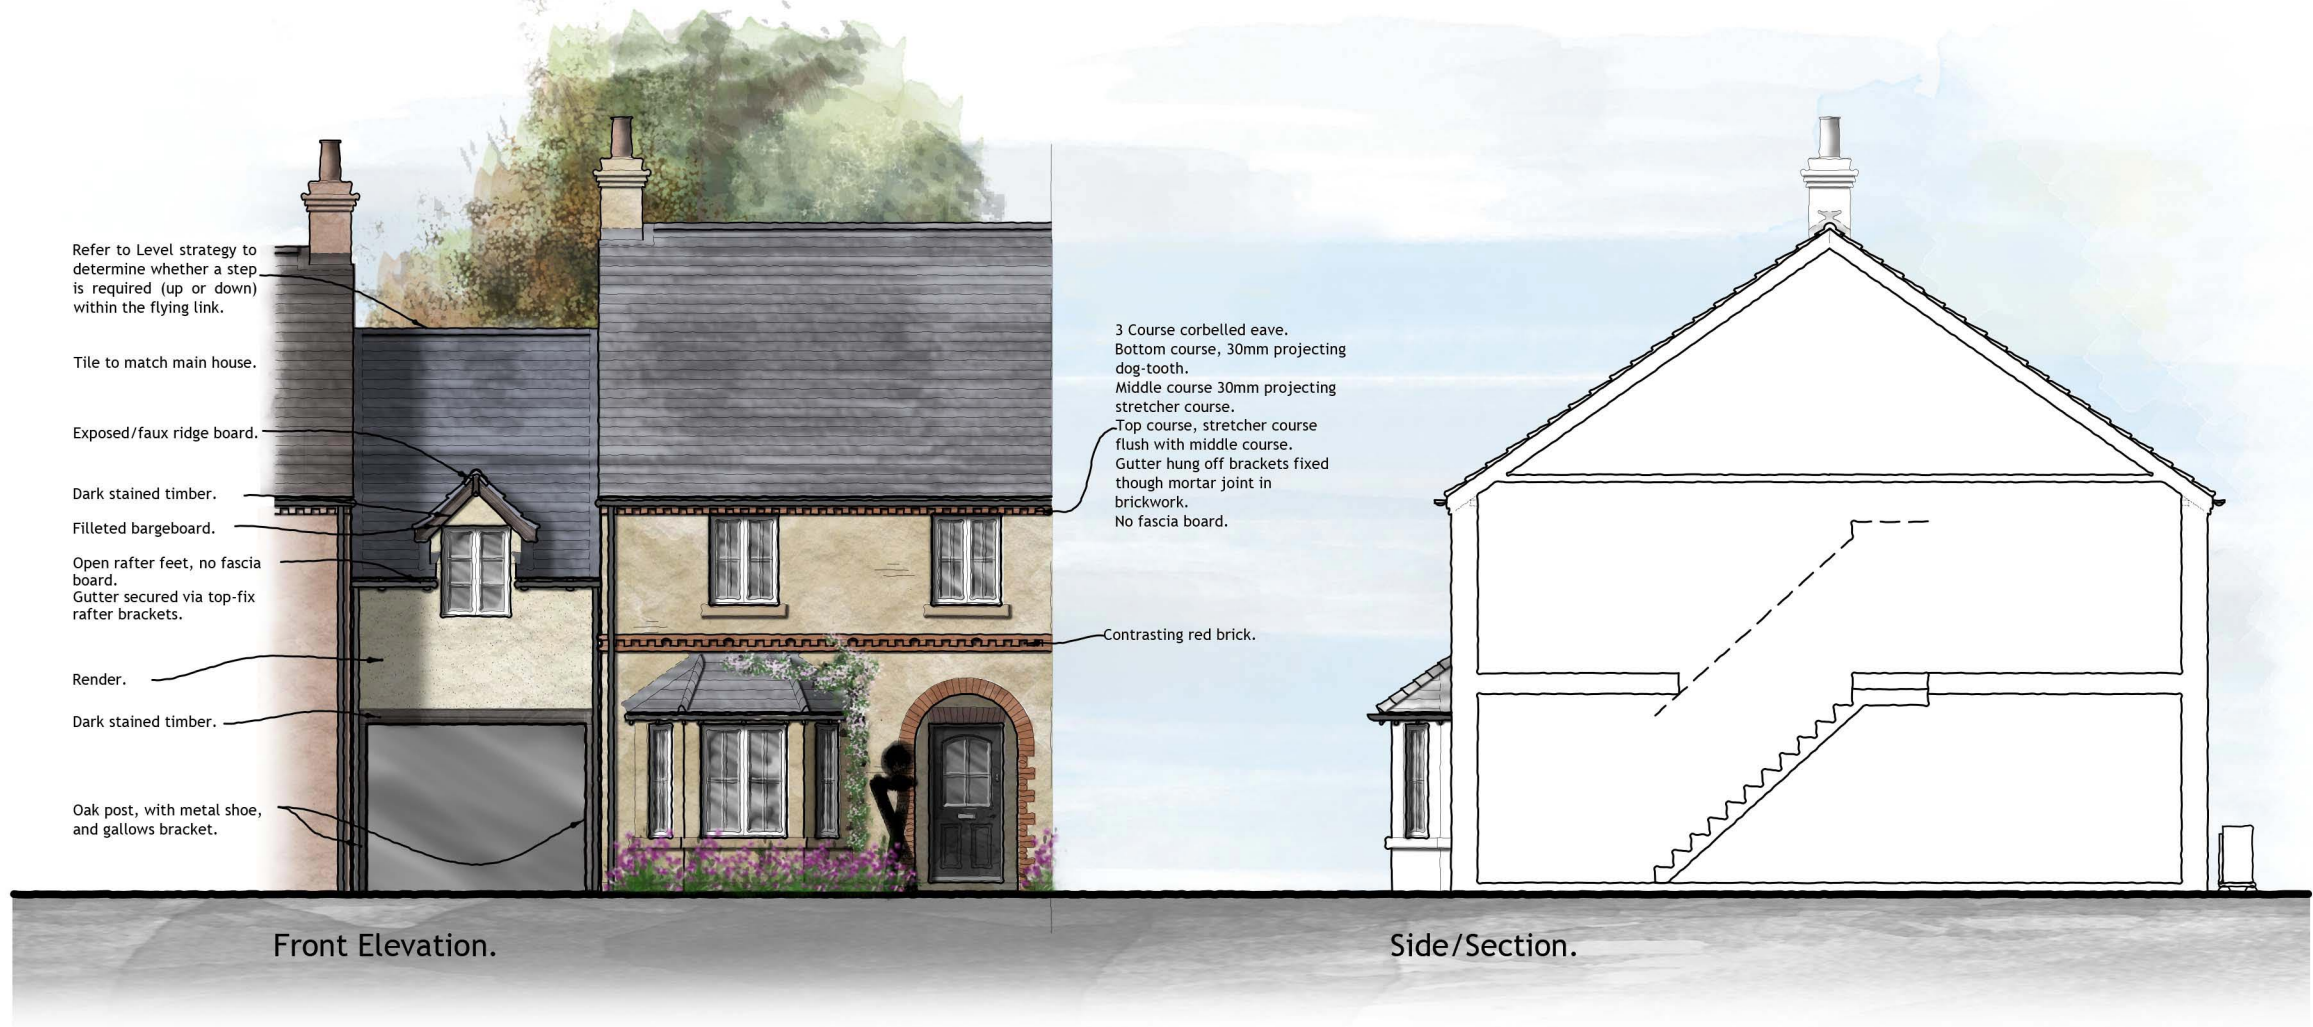 Refer to Level strategy to
determine whether a step
is required (up or down)
within the flying link.
Tile to match main house.
Exposed/faux ridge board.
Dark stained timber.
Filleted bargeboard.
Open rafter feet, no fascia
board.
Gutter secured via top-fix
rafter brackets.
Render.
Dark stained timber.
Oak post, with metal shoe,
and gallows bracket.
3 Course corbelled eave.
Bottom course, 30mm projecting
dog-tooth.
Middle course 30mm projecting
stretcher course.
Top course, stretcher course
flush with middle course.
Gutter hung off brackets fixed
though mortar joint in
brickwork.
No fascia board.
Contrasting red brick.
Front Elevation.
Side/Section.